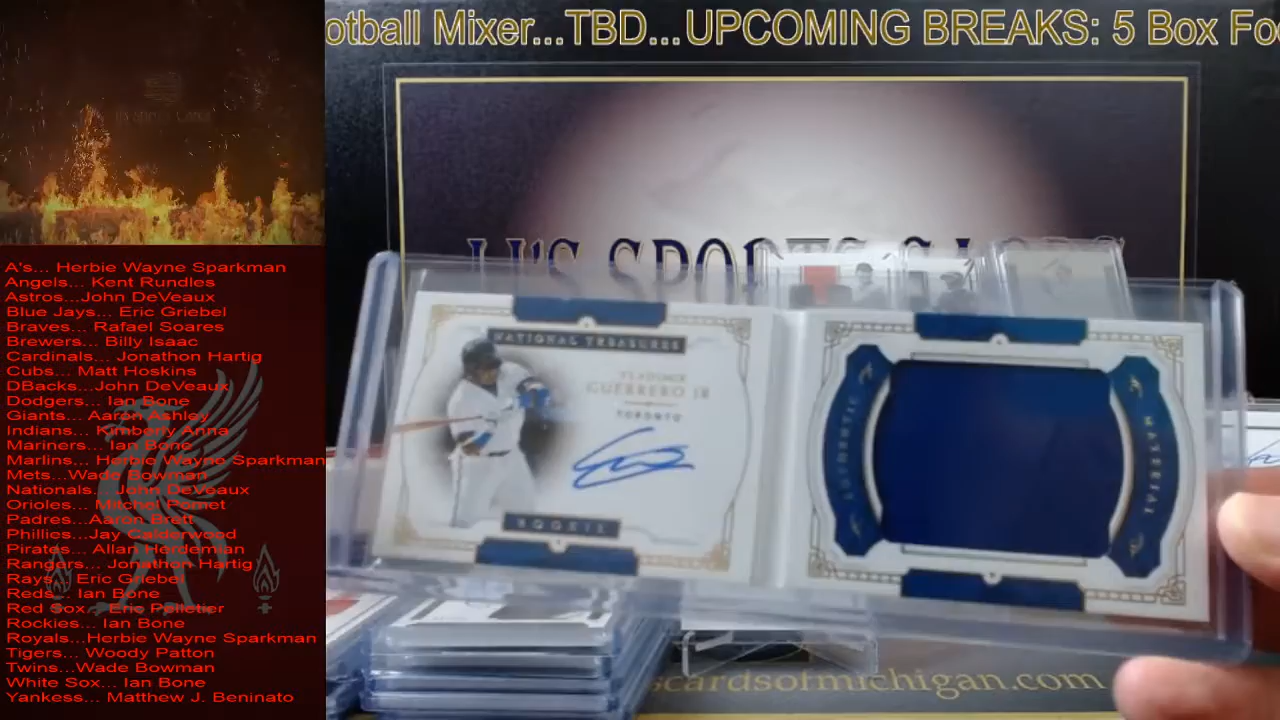 otball Mixer...TBD...UPCOMING BREAKS: 5 Box Foo
A's... Herbie Wayne Sparkman
Angels... Kent Rundles
Astros...John DeVeaux
Blue Jays... Eric Griebel
Braves... Rafael Soares
Brewers... Billy Isaac
Cardinals... Jonathon Hartig
Cubs... Matt Hoskins
DBacks...John DeVeaux
Dodgers... Ian Bone
Giants... Aaron Ashley
Indians... Kimberly Anna
Mariners... Ian Bone
Marlins... Herbie Wayne Sparkman
Mets...Wade Bowman
Nationals... John DeVeaux
Orioles... Mitchel Pomet
Padres...Aaron Brett
Phillies...Jay Calderwood
Pirates... Allan Herdemian
Rangers... Jonathon Hartig
Rays... Eric Griebel
Reds... Ian Bone
Red Sox... Eric Pelletier
Rockies... Ian Bone
Royals...Herbie Wayne Sparkman
Tigers... Woody Patton
Twins...Wade Bowman
White Sox... Ian Bone
Yankess... Matthew J. Beninato
NATIONAL TREASURES
VLADIMIR
GUERRERO JR
TORONTO
ROOKIE
AUTHENTIC
MATERIAL
scardsofmichigan.com